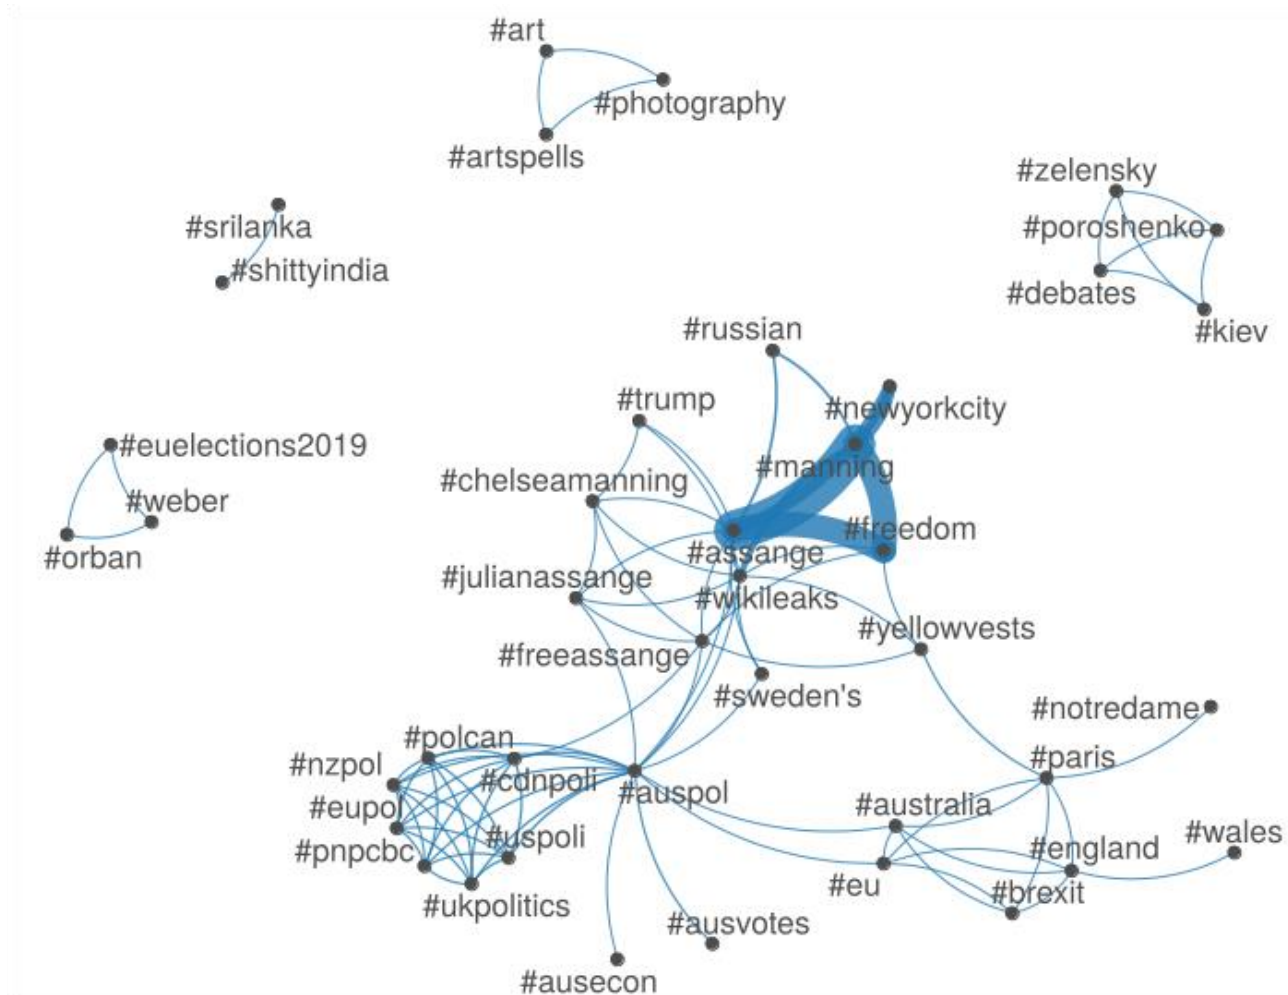 #art
#photography
#artspells
#zelensky
#srilanka
#poroshenko
#shittyindia
#debates
#kiev
#russian
#trump
#newyorkcity
#euelections2019
#manning
#chelseamanning
#weber
#freedom
#orban
#assange
#julianassange
#wikileaks
#yellowvests
#freeassange
#sweden's
#notredame
#polcan
#paris
#nzpol
#cdnpoli
#auspol
#eupol
#australia
#uspoli
#wales
#pnpcbc
#england
#eu
#brexit
#ukpolitics
#ausvotes
#ausecon